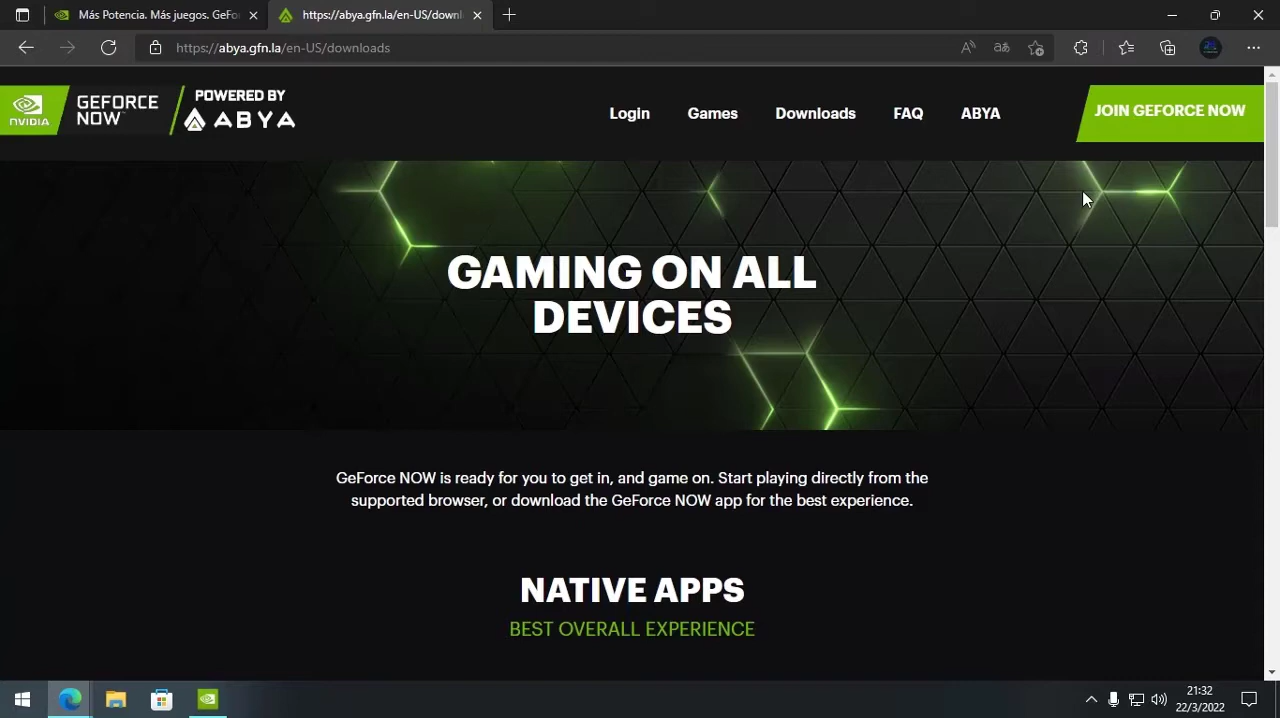 Más Potencia. Más juegos. GeFo
https://abya.gfn.la/en-US/downl
https://abya.gfn.la/en-US/downloads
NVIDIA
GEFORCE
NOW
POWERED BY
ABYA
Login
Games
Downloads
FAQ
ABYA
JOIN GEFORCE NOW
GAMING ON ALL
DEVICES
GeForce NOW is ready for you to get in, and game on. Start playing directly from the
supported browser, or download the GeForce NOW app for the best experience.
NATIVE APPS
BEST OVERALL EXPERIENCE
21:32
22/3/2022